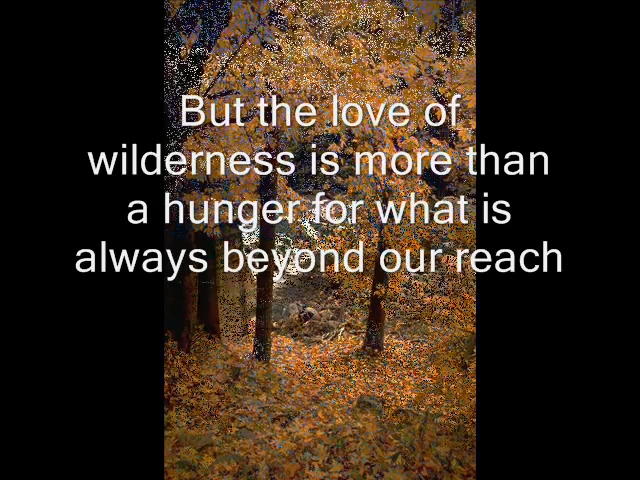 But the love of
wilderness is more than
a hunger for what is
always beyond our reach